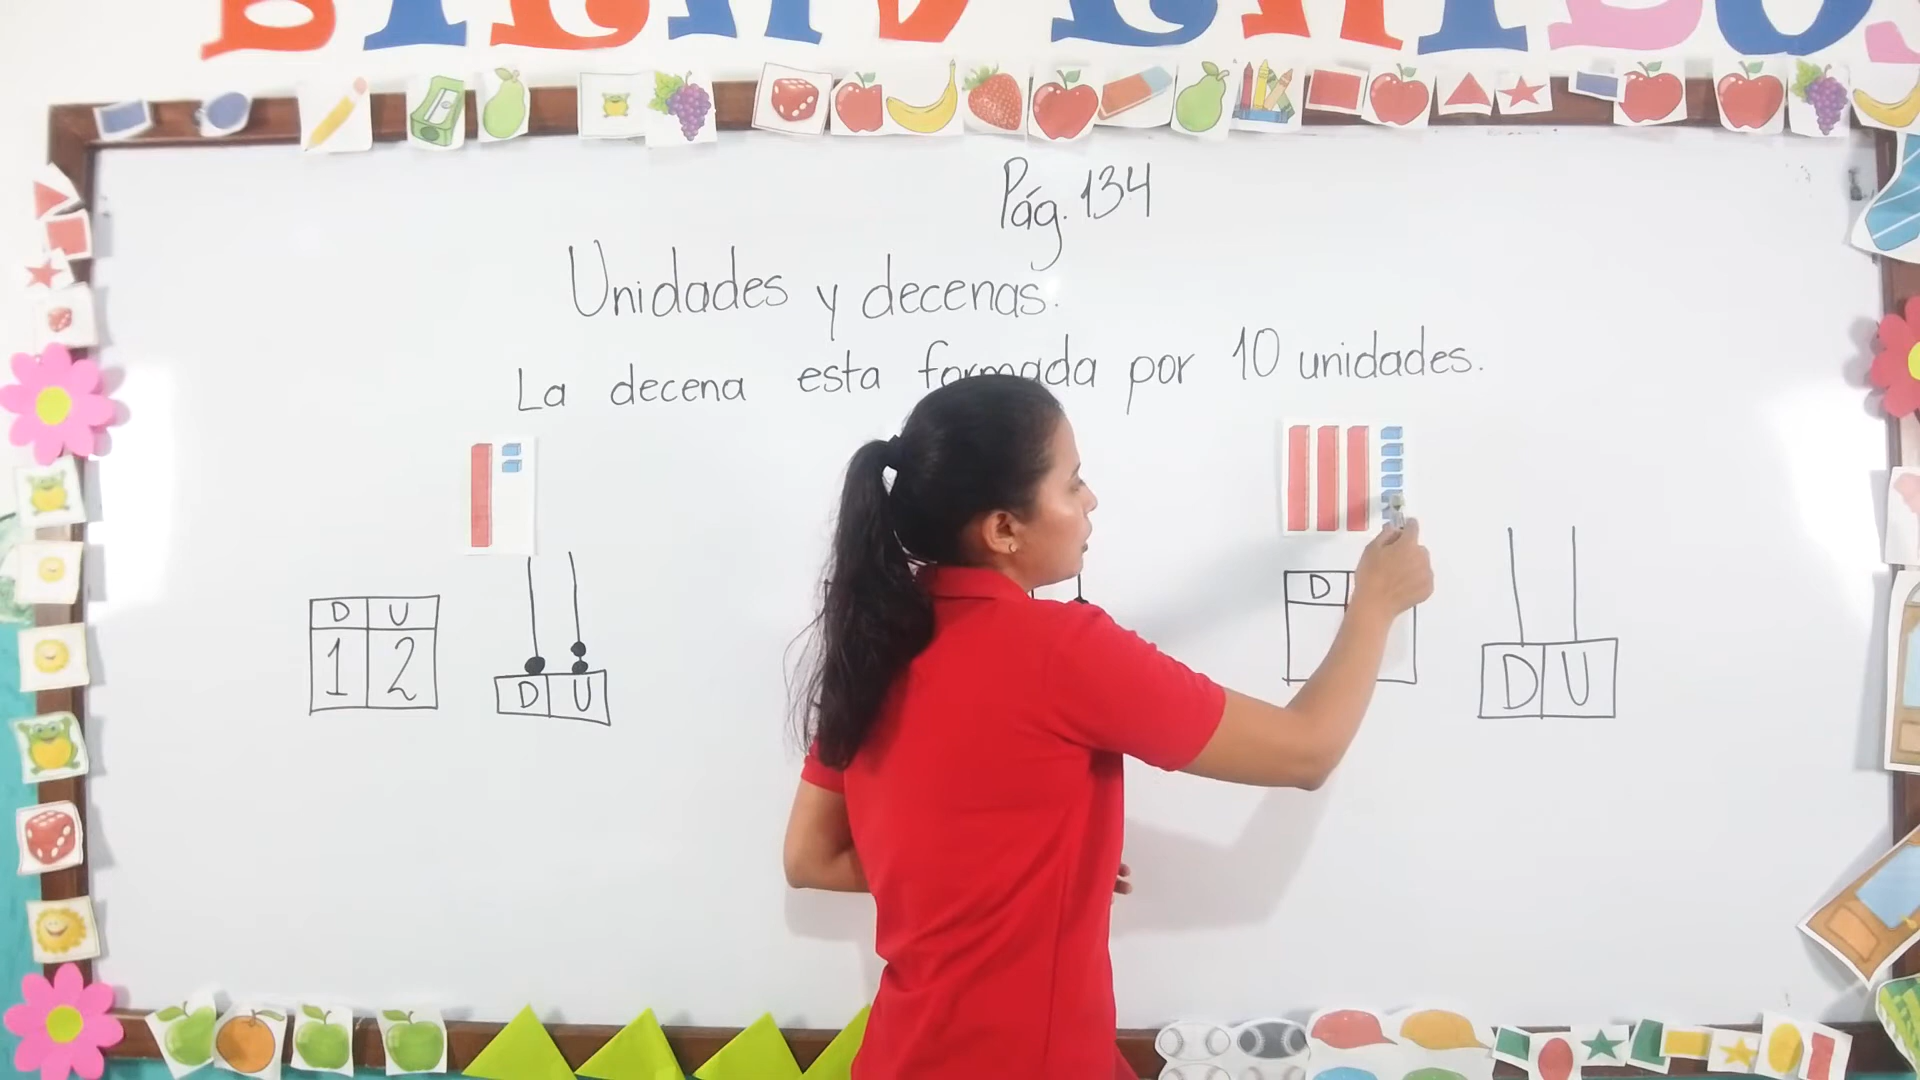 Pág. 134
Unidades y decenas.
La decena esta formada por 10 unidades.
D U
1 2
D U
D
D U